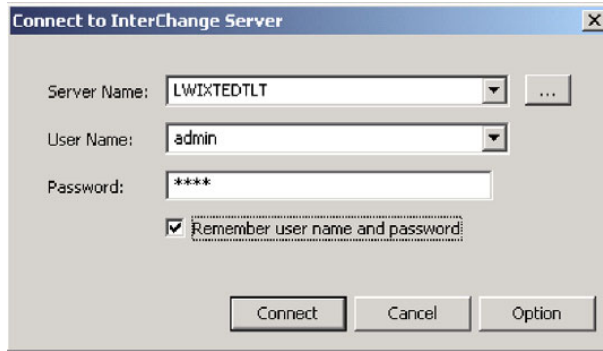 Connect to InterChange Server
Server Name: LWIXTEDTLT ...
User Name: admin
Password: ****
Remember user name and password
Connect Cancel Option